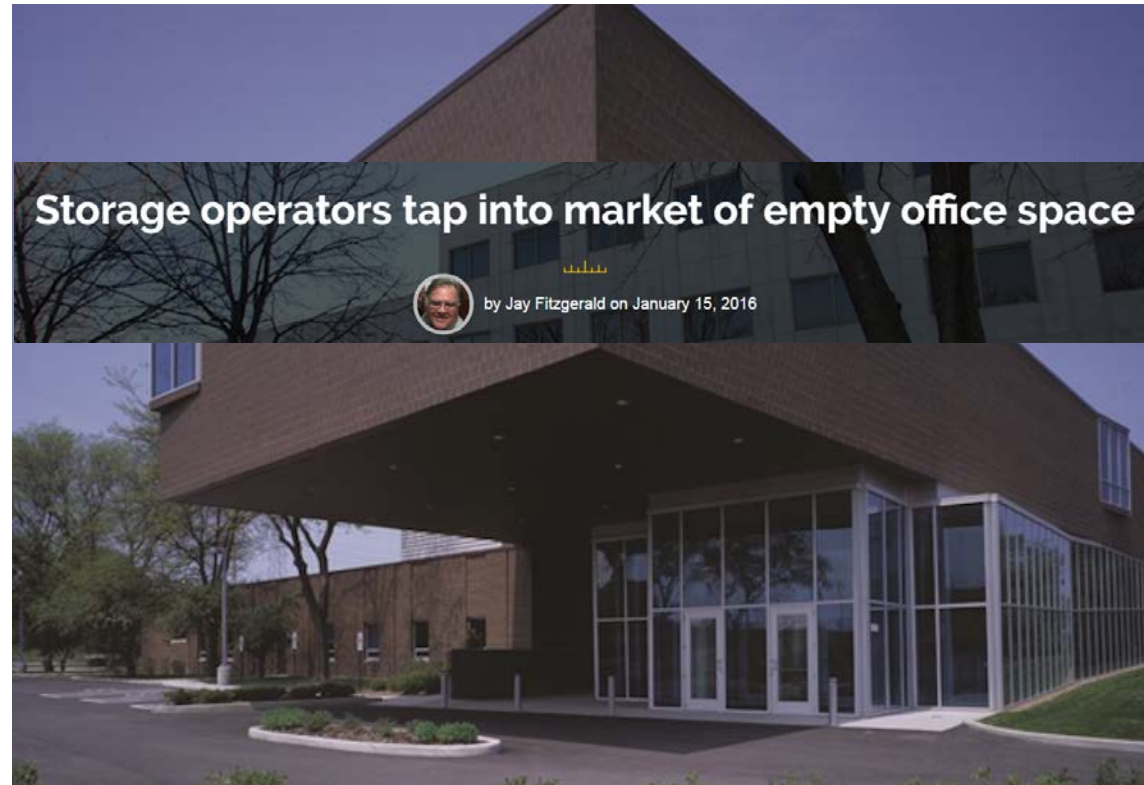 Storage operators tap into market of empty office space
by Jay Fitzgerald on January 15, 2016